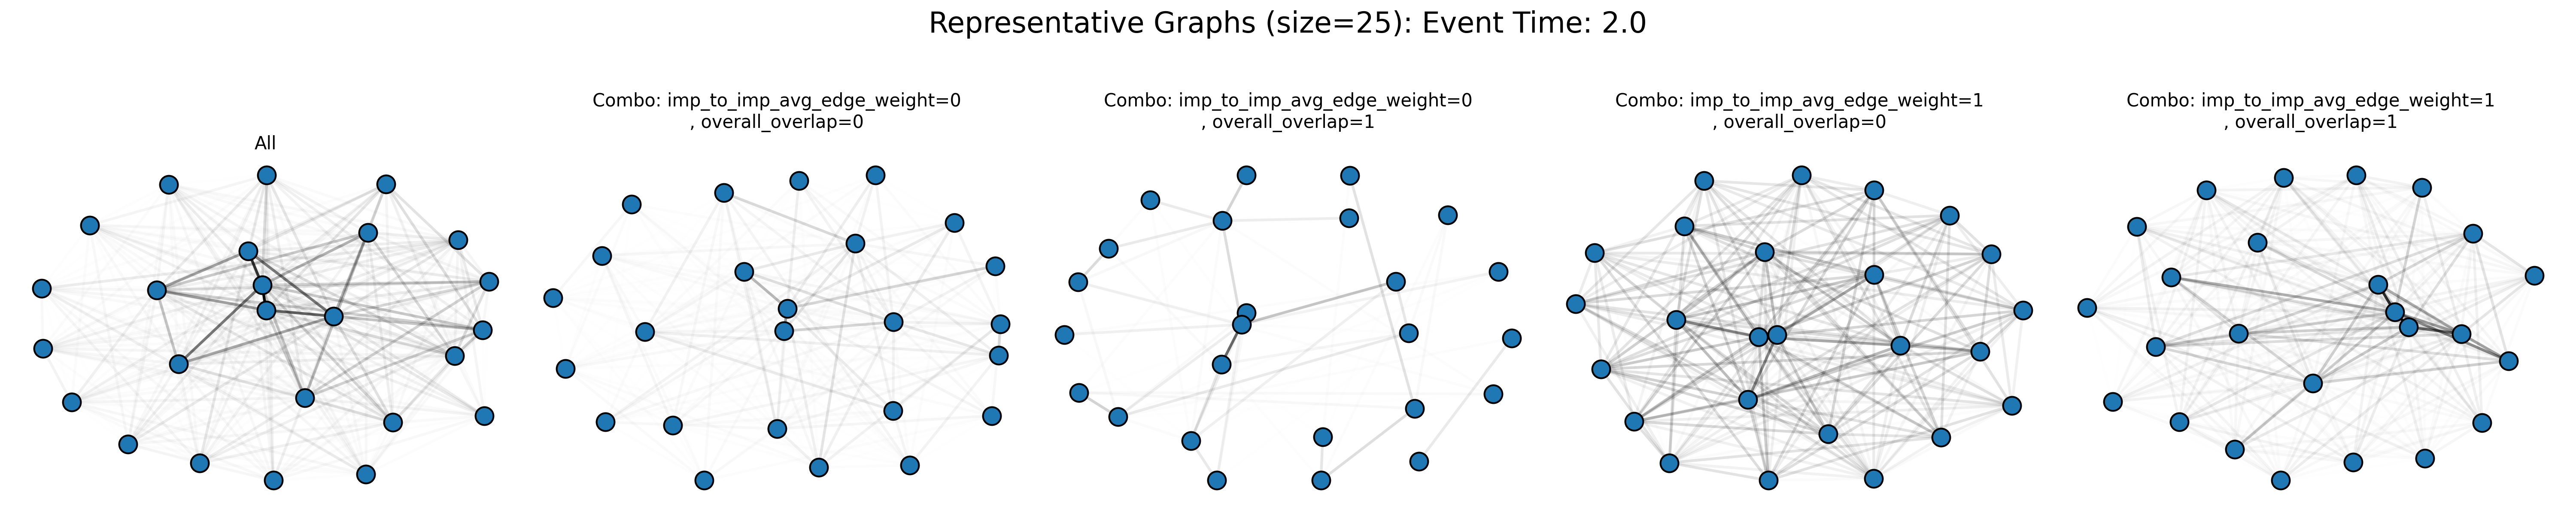 Representative Graphs (size=25): Event Time: 2.0
All
Combo: imp_to_imp_avg_edge_weight=0
, overall_overlap=0
Combo: imp_to_imp_avg_edge_weight=0
, overall_overlap=1
Combo: imp_to_imp_avg_edge_weight=1
, overall_overlap=0
Combo: imp_to_imp_avg_edge_weight=1
, overall_overlap=1